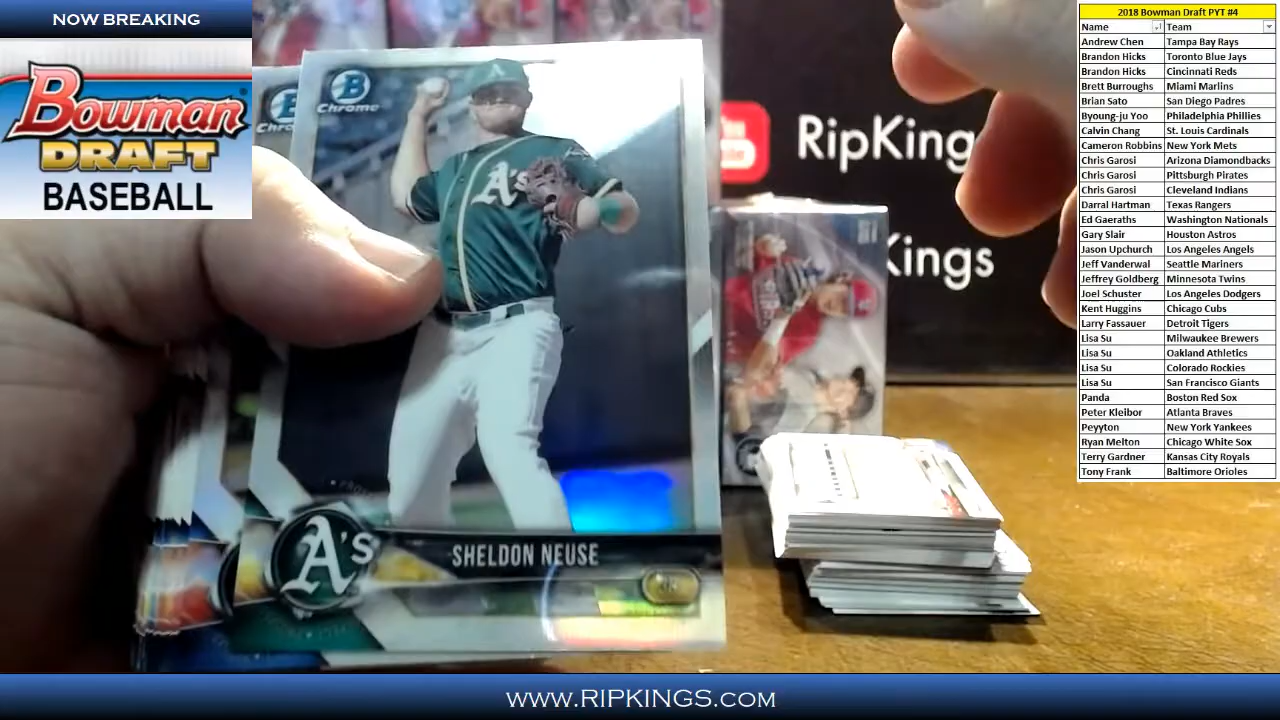 NOW BREAKING
Bowman
DRAFT
BASEBALL
B
Chrome
A's
A's
SHELDON NEUSE
RipKing
Kings
2018 Bowman Draft PYT #4
Name Team
Andrew Chen Tampa Bay Rays
Brandon Hicks Toronto Blue Jays
Brandon Hicks Cincinnati Reds
Brett Burroughs Miami Marlins
Brian Sato San Diego Padres
Byoung-ju Yoo Philadelphia Phillies
Calvin Chang St. Louis Cardinals
Cameron Robbins New York Mets
Chris Garosi Arizona Diamondbacks
Chris Garosi Pittsburgh Pirates
Chris Garosi Cleveland Indians
Darral Hartman Texas Rangers
Ed Gaeraths Washington Nationals
Gary Slair Houston Astros
Jason Upchurch Los Angeles Angels
Jeff Vanderwal Seattle Mariners
Jeffrey Goldberg Minnesota Twins
Joel Schuster Los Angeles Dodgers
Kent Huggins Chicago Cubs
Larry Fassauer Detroit Tigers
Lisa Su Milwaukee Brewers
Lisa Su Oakland Athletics
Lisa Su Colorado Rockies
Lisa Su San Francisco Giants
Panda Boston Red Sox
Peter Kleibor Atlanta Braves
Peyyton New York Yankees
Ryan Melton Chicago White Sox
Terry Gardner Kansas City Royals
Tony Frank Baltimore Orioles
WWW.RIPKINGS.COM